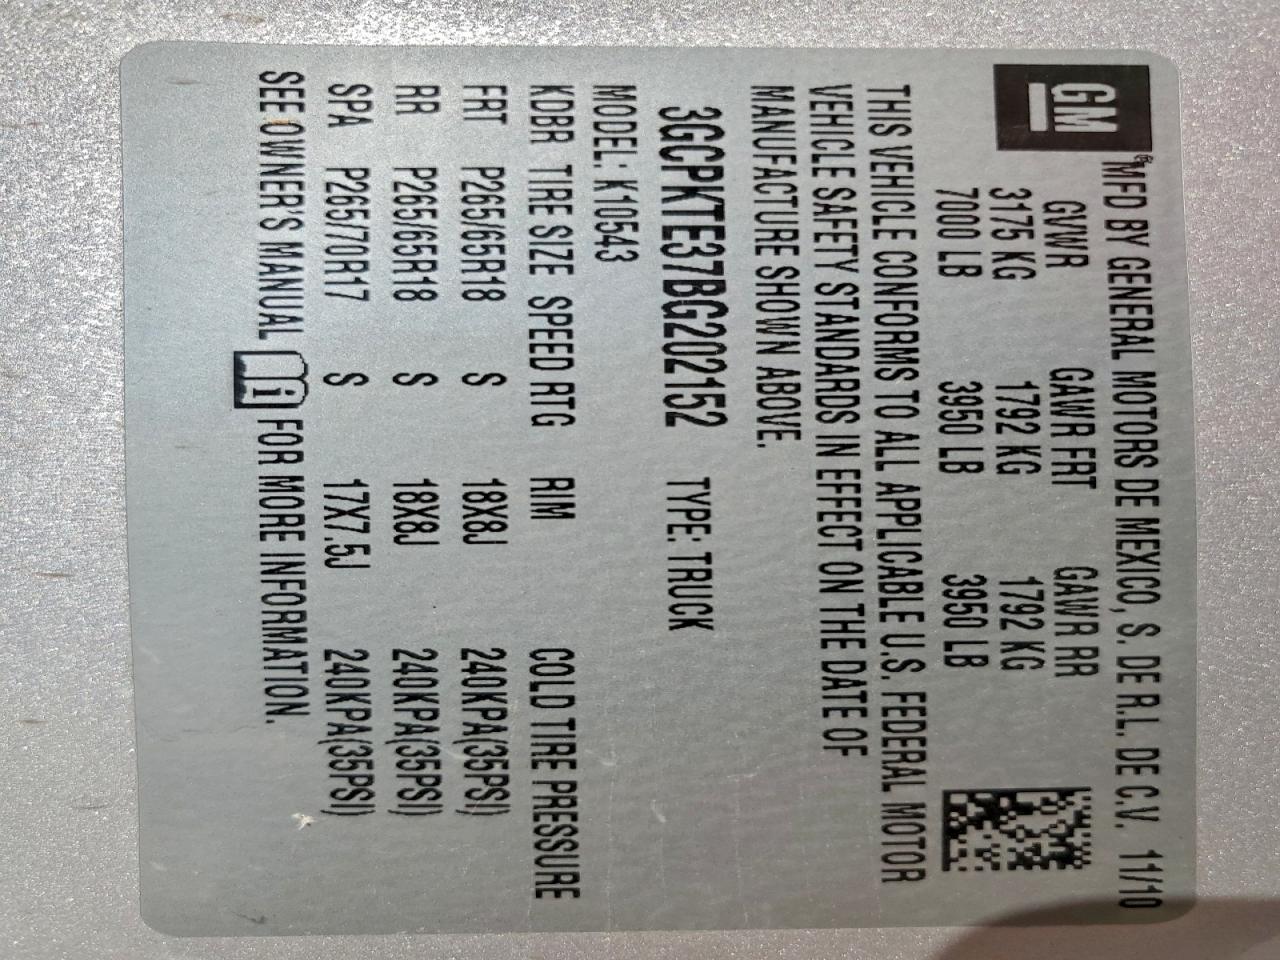 GM
MFD BY GENERAL MOTORS DE MEXICO, S. DE R.L. DE C.V. 11/10
GVWR GAWR FRT GAWR RR
3175 KG 1792 KG 1792 KG
7000 LB 3950 LB 3950 LB
THIS VEHICLE CONFORMS TO ALL APPLICABLE U.S. FEDERAL MOTOR
VEHICLE SAFETY STANDARDS IN EFFECT ON THE DATE OF
MANUFACTURE SHOWN ABOVE.
3GCPKTE37BG202152 TYPE: TRUCK
MODEL: K10543
KDBR TIRE SIZE SPEED RTG RIM COLD TIRE PRESSURE
FRT P265/65R18 S 18X8J 240KPA(35PSI)
RR P265/65R18 S 18X8J 240KPA(35PSI)
SPA P265/70R17 S 17X7.5J 240KPA(35PSI)
SEE OWNER'S MANUAL i FOR MORE INFORMATION.